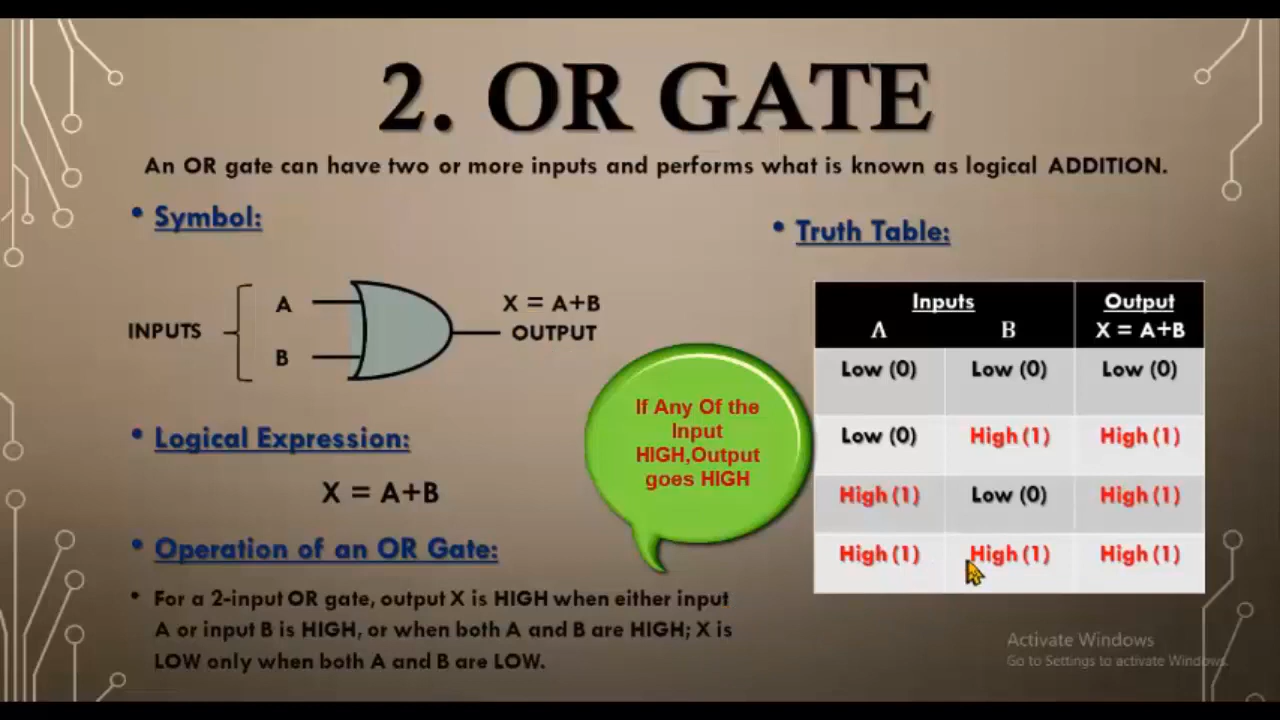 2. OR GATE
An OR gate can have two or more inputs and performs what is known as logical ADDITION.
• Symbol:
INPUTS
A
B
X = A+B
OUTPUT
• Logical Expression:
X = A+B
• Operation of an OR Gate:
• For a 2-input OR gate, output X is HIGH when either input
A or input B is HIGH, or when both A and B are HIGH; X is
LOW only when both A and B are LOW.
If Any Of the
Input
HIGH,Output
goes HIGH
• Truth Table:
Inputs Output
A B X = A+B
Low (0) Low (0) Low (0)
Low (0) High (1) High (1)
High (1) Low (0) High (1)
High (1) High (1) High (1)
Activate Windows
Go to Settings to activate Windows.